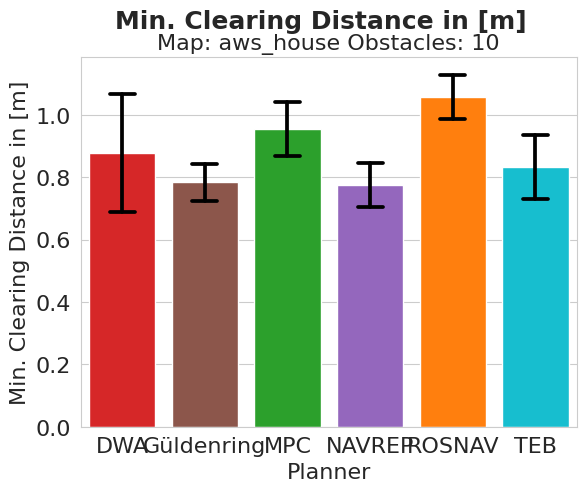 Min. Clearing Distance in [m]
Map: aws_house Obstacles: 10
Min. Clearing Distance in [m]
1.0
0.8
0.6
0.4
0.2
0.0
DWA Güldenring MPC NAVREP ROSNAV TEB
Planner